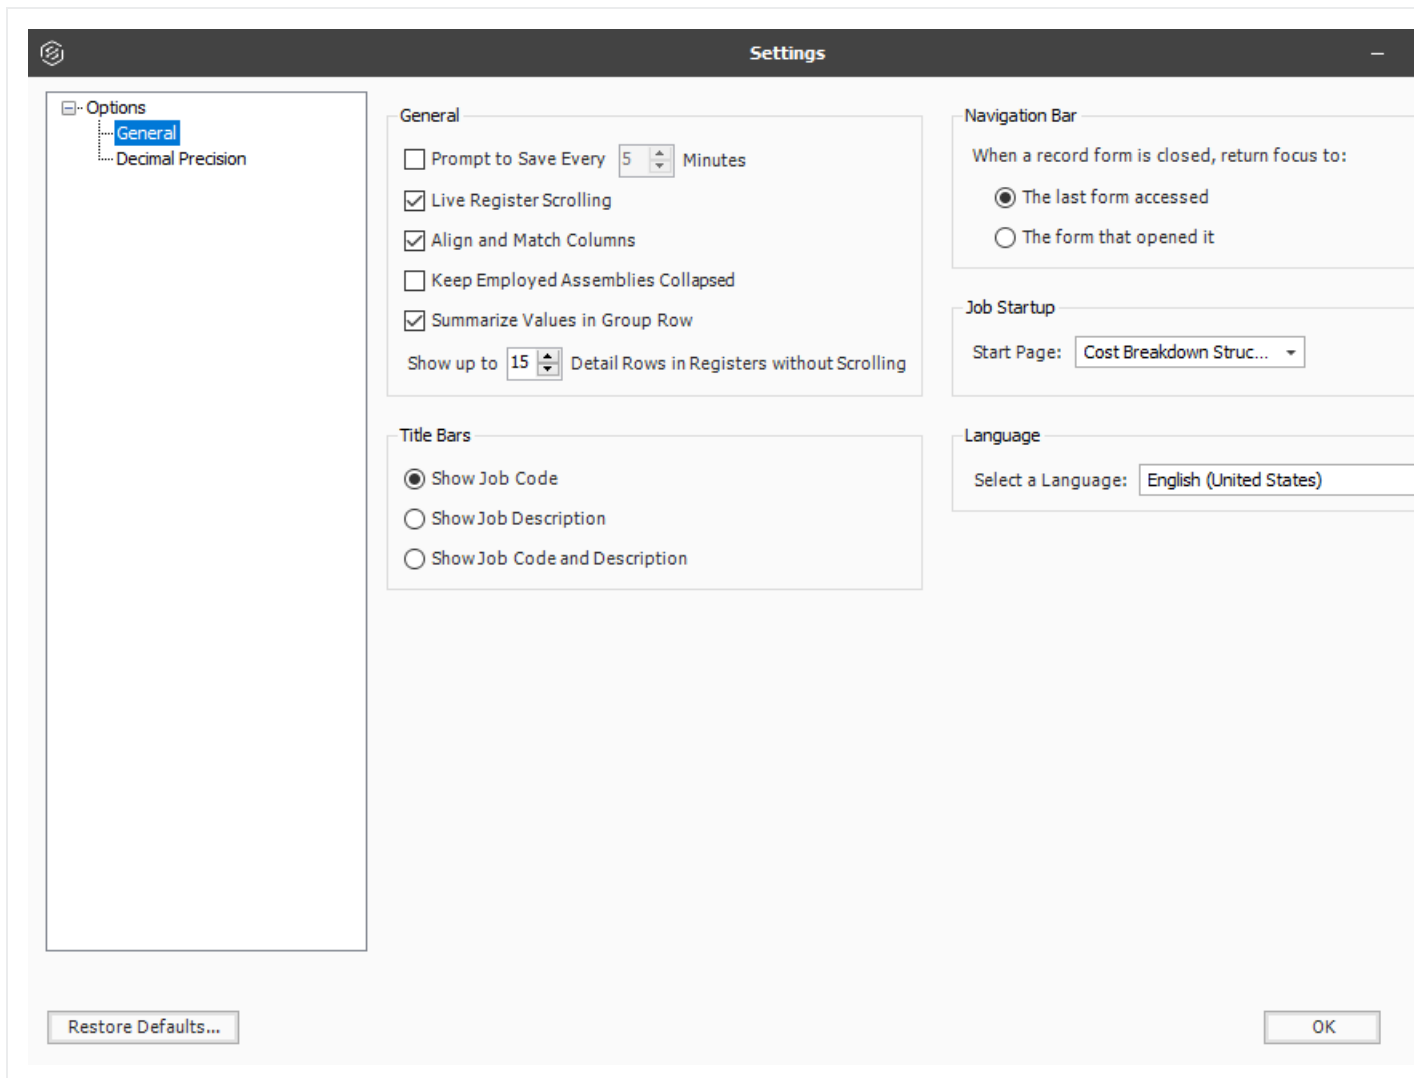 Settings
Options
General
Decimal Precision
General
Prompt to Save Every 5 Minutes
Live Register Scrolling
Align and Match Columns
Keep Employed Assemblies Collapsed
Summarize Values in Group Row
Show up to 15 Detail Rows in Registers without Scrolling
Title Bars
Show Job Code
Show Job Description
Show Job Code and Description
Navigation Bar
When a record form is closed, return focus to:
The last form accessed
The form that opened it
Job Startup
Start Page: Cost Breakdown Struc...
Language
Select a Language: English (United States)
Restore Defaults...
OK